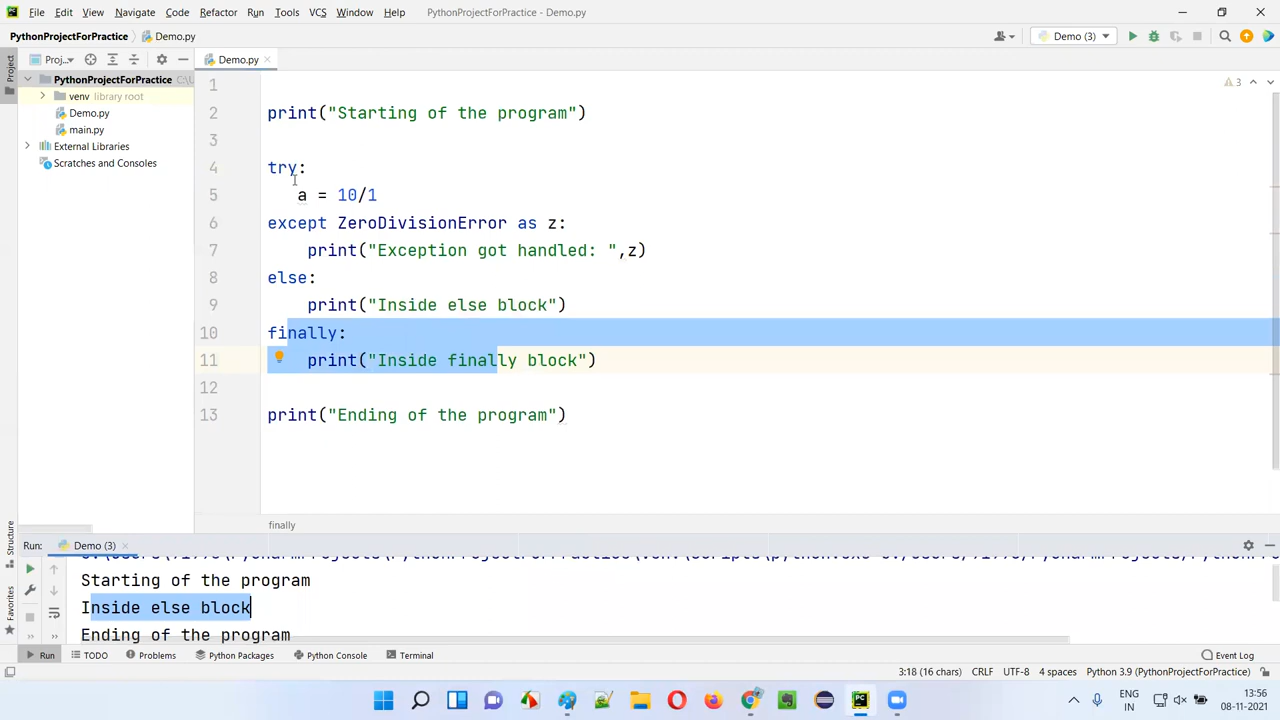 File Edit View Navigate Code Refactor Run Tools VCS Window Help PythonProjectForPractice - Demo.py
PythonProjectForPractice Demo.py Demo (3)
Project Proj... Demo.py
PythonProjectForPractice C:\
venv library root
Demo.py
main.py
External Libraries
Scratches and Consoles
3
1
2 print("Starting of the program")
3
4 try:
5 a = 10/1
6 except ZeroDivisionError as z:
7 print("Exception got handled: ",z)
8 else:
9 print("Inside else block")
10 finally:
11 print("Inside finally block")
12
13 print("Ending of the program")
finally
Structure
Favorites
Run: Demo (3)
Starting of the program
Inside else block
Ending of the program
Run TODO Problems Python Packages Python Console Terminal Event Log
3:18 (16 chars) CRLF UTF-8 4 spaces Python 3.9 (PythonProjectForPractice)
ENG
IN
13:56
08-11-2021